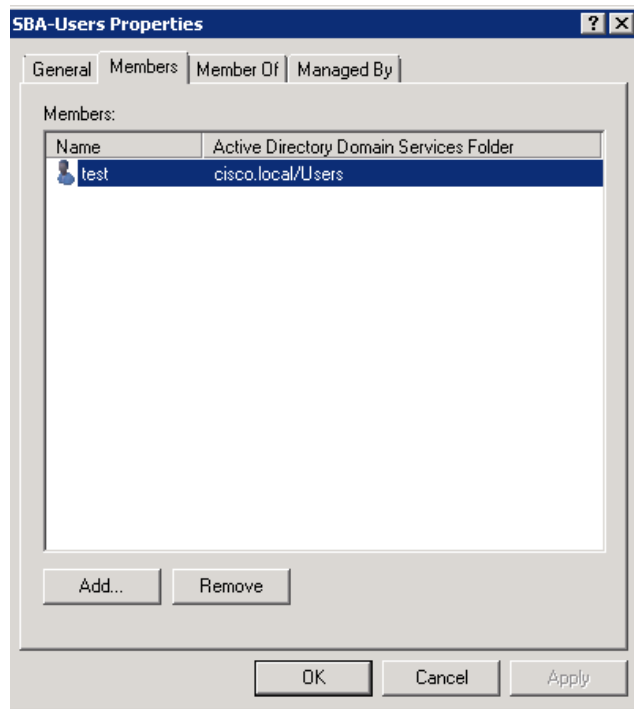 SBA-Users Properties ? X
General Members Member Of Managed By
Members:
Name Active Directory Domain Services Folder
test cisco.local/Users
Add... Remove
OK Cancel Apply